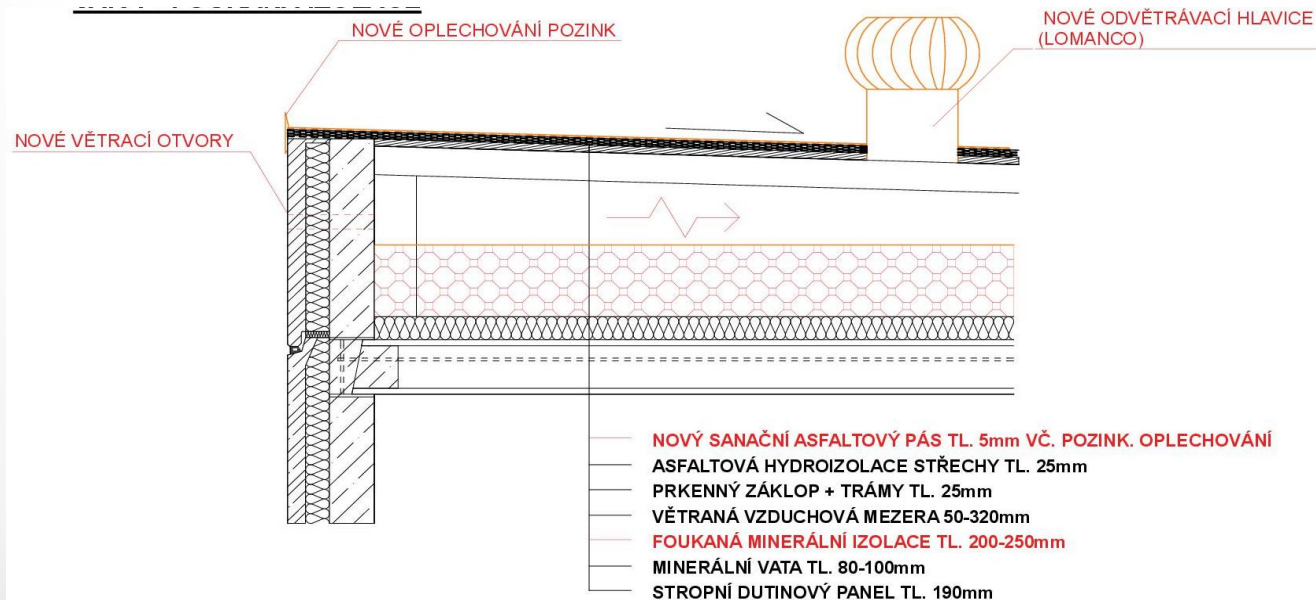 NOVÉ OPLECHOVÁNÍ POZINK
NOVÉ ODVĚTRÁVACÍ HLAVICE
(LOMANCO)
NOVÉ VĚTRACÍ OTVORY
NOVÝ SANAČNÍ ASFALTOVÝ PÁS TL. 5mm VČ. POZINK. OPLECHOVÁNÍ
ASFALTOVÁ HYDROIZOLACE STŘECHY TL. 25mm
PRKENNÝ ZÁKLOP + TRÁMY TL. 25mm
VĚTRANÁ VZDUCHOVÁ MEZERA 50-320mm
FOUKANÁ MINERÁLNÍ IZOLACE TL. 200-250mm
MINERÁLNÍ VATA TL. 80-100mm
STROPNÍ DUTINOVÝ PANEL TL. 190mm